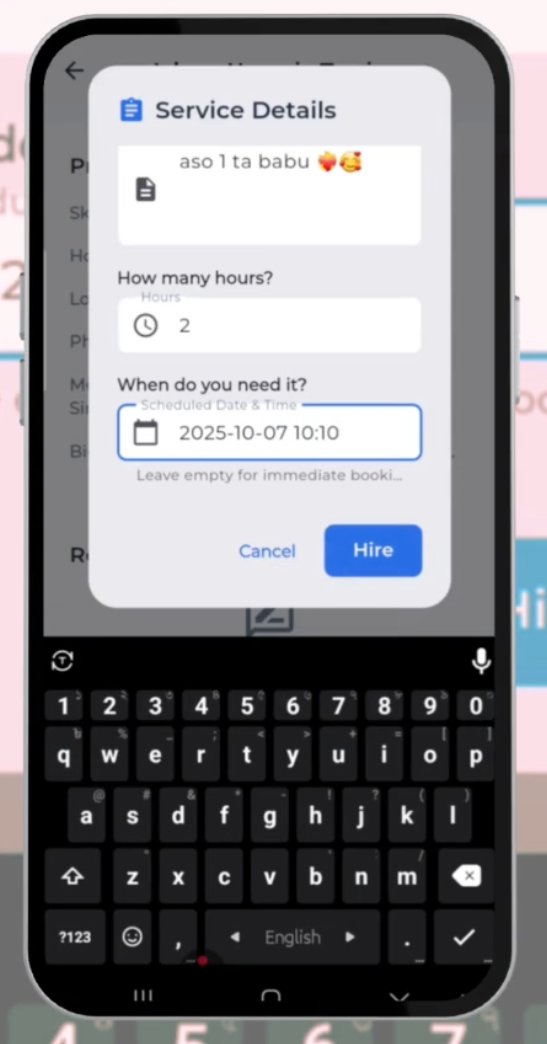 Service Details
aso 1 ta babu ❤️‍🔥🥰
How many hours?
Hours
2
When do you need it?
Scheduled Date & Time
2025-10-07 10:10
Leave empty for immediate booki...
Cancel
Hire
1 2 3 4 5 6 7 8 9 0
q w e r t y u i o p
a s d f g h j k l
z x c v b n m
?123 , English .